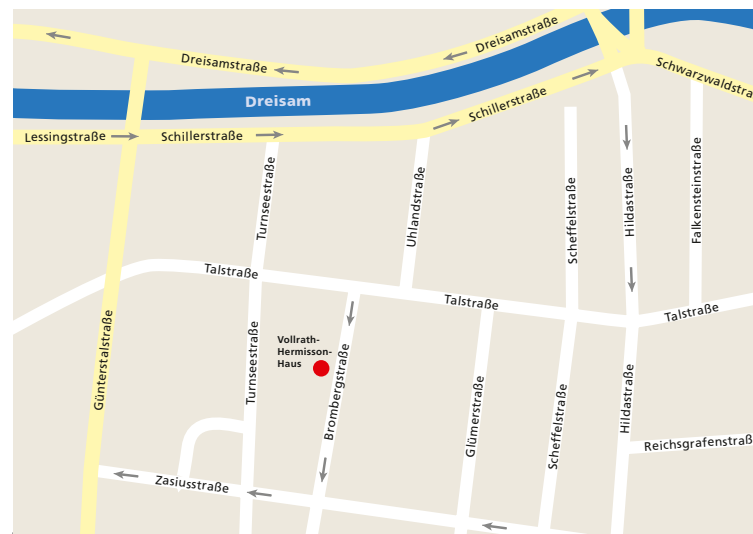 Dreisamstraße
Dreisamstraße
Schwarzwaldstra
Dreisam
Schillerstraße
Lessingstraße
Schillerstraße
Turnseestraße
Uhlandstraße
Scheffelstraße
Hildastraße
Falkensteinstraße
Talstraße
Talstraße
Talstraße
Günterstalstraße
Turnseestraße
Vollrath-
Hermisson-
Haus
Brombergstraße
Glümerstraße
Scheffelstraße
Hildastraße
Reichsgrafenstraß
Zasiusstraße